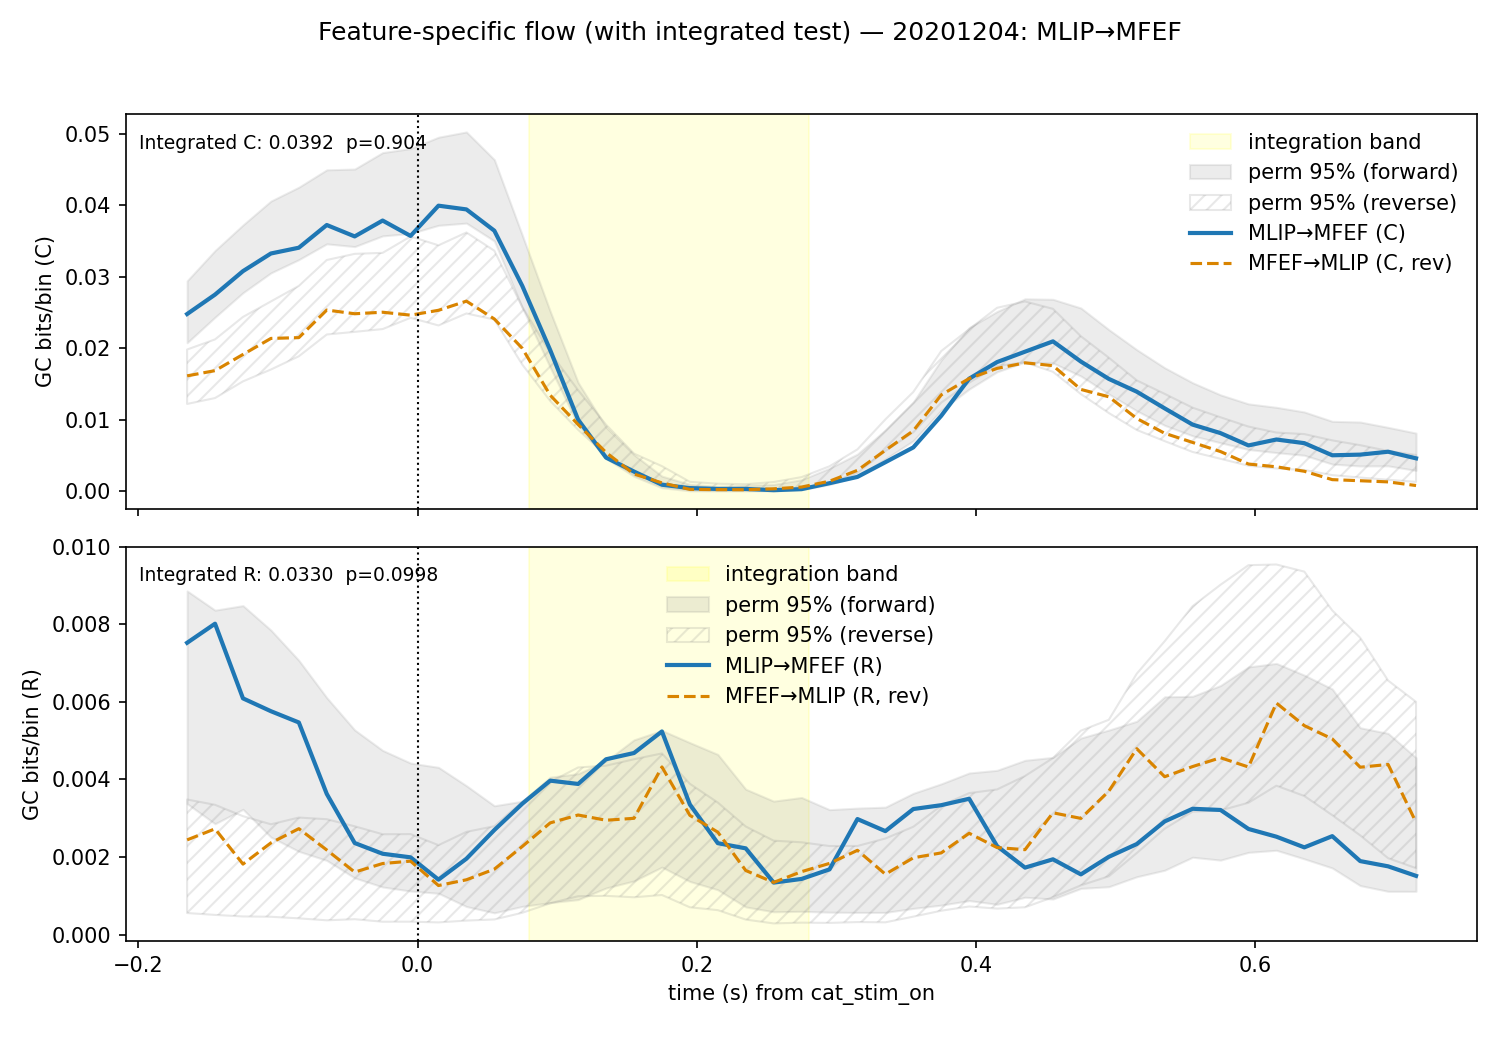 Feature-specific flow (with integrated test) — 20201204: MLIP→MFEF
Integrated C: 0.0392  p=0.904
integration band
perm 95% (forward)
perm 95% (reverse)
MLIP→MFEF (C)
MFEF→MLIP (C, rev)
GC bits/bin (C)
0.05
0.04
0.03
0.02
0.01
0.00
Integrated R: 0.0330  p=0.0998
integration band
perm 95% (forward)
perm 95% (reverse)
MLIP→MFEF (R)
MFEF→MLIP (R, rev)
GC bits/bin (R)
0.010
0.008
0.006
0.004
0.002
0.000
−0.2 0.0 0.2 0.4 0.6
time (s) from cat_stim_on